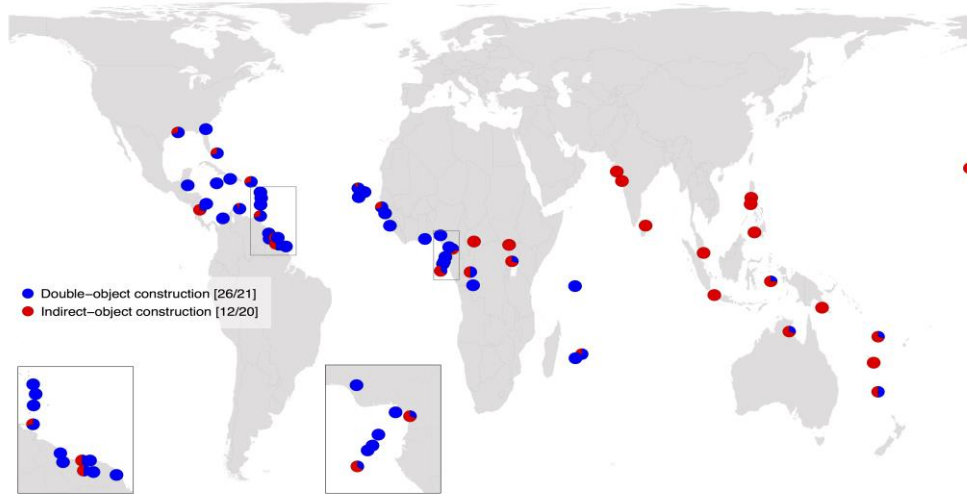 Double−object construction [26/21]
Indirect−object construction [12/20]